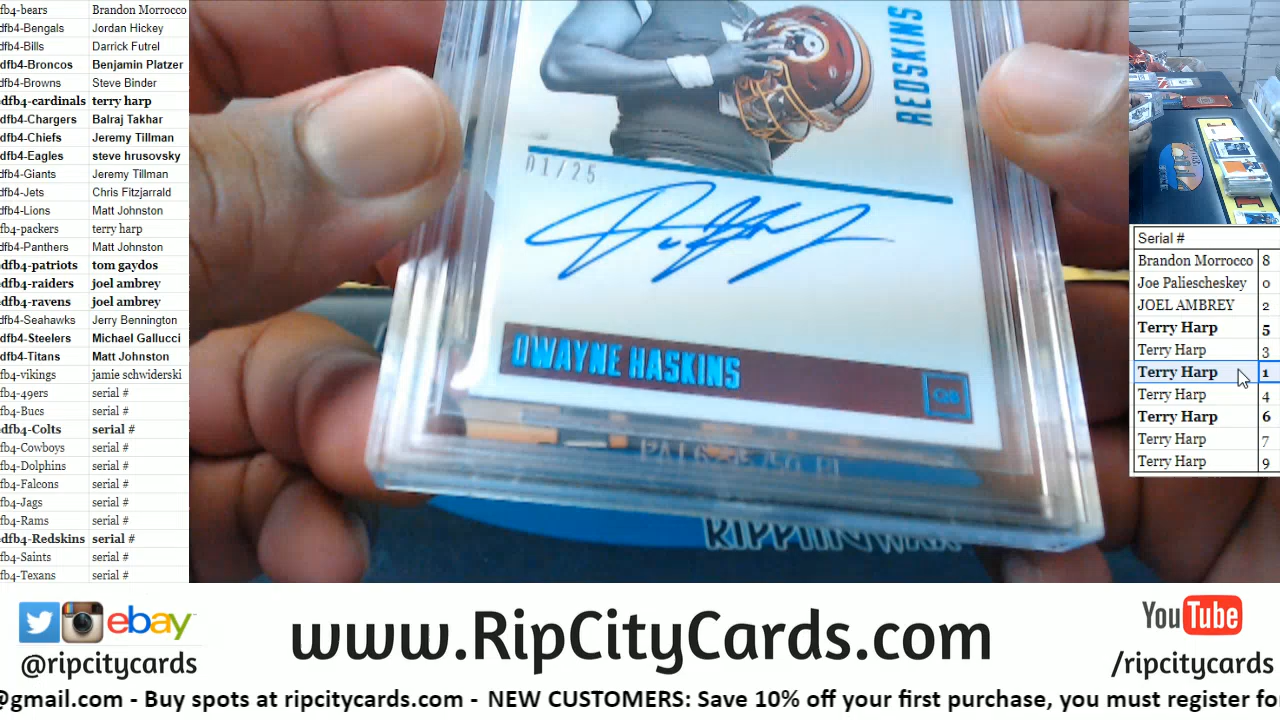 fb4-bears Brandon Morrocco
dfb4-Bengals Jordan Hickey
dfb4-Bills Darrick Futrel
dfb4-Broncos Benjamin Platzer
dfb4-Browns Steve Binder
dfb4-cardinals terry harp
dfb4-Chargers Balraj Takhar
dfb4-Chiefs Jeremy Tillman
dfb4-Eagles steve hrusovsky
dfb4-Giants Jeremy Tillman
dfb4-Jets Chris Fitzjarrald
dfb4-Lions Matt Johnston
fb4-packers terry harp
dfb4-Panthers Matt Johnston
dfb4-patriots tom gaydos
dfb4-raiders joel ambrey
dfb4-ravens joel ambrey
dfb4-Seahawks Jerry Bennington
dfb4-Steelers Michael Gallucci
dfb4-Titans Matt Johnston
fb4-vikings jamie schwiderski
fb4-49ers serial #
fb4-Bucs serial #
dfb4-Colts serial #
fb4-Cowboys serial #
fb4-Dolphins serial #
fb4-Falcons serial #
fb4-Jags serial #
fb4-Rams serial #
dfb4-Redskins serial #
fb4-Saints serial #
fb4-Texans serial #
REDSKINS
01/25
DWAYNE HASKINS
QB
Serial #
Brandon Morrocco 8
Joe Paliescheskey 0
JOEL AMBREY 2
Terry Harp 5
Terry Harp 3
Terry Harp 1
Terry Harp 4
Terry Harp 6
Terry Harp 7
Terry Harp 9
ebay
@ripcitycards
www.RipCityCards.com
YouTube
/ripcitycards
@gmail.com - Buy spots at ripcitycards.com - NEW CUSTOMERS: Save 10% off your first purchase, you must register fo